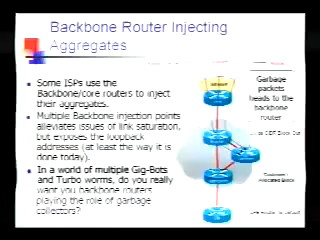 Backbone Router Injecting
Aggregates
Some ISPs use the
Backbone/core routers to inject
their aggregates.
Multiple Backbone injection points
alleviates issues of link saturation,
but exposes the loopback
addresses (at least the way it is
done today).
In a world of multiple Gig-Bots
and Turbo worms, do you really
want you backbone routers
playing the role of garbage
collectors?
Garbage
packets
heads to the
backbone
router